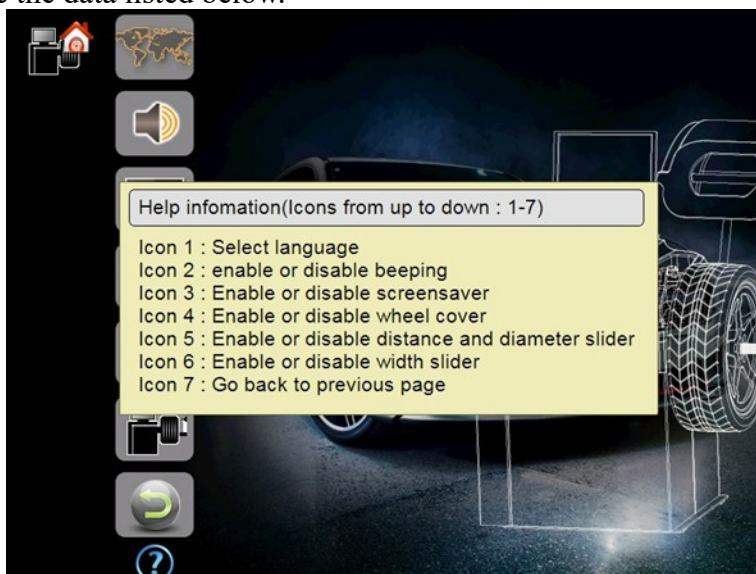 the data listed below.
Help infomation(Icons from up to down : 1-7)
Icon 1 : Select language
Icon 2 : enable or disable beeping
Icon 3 : Enable or disable screensaver
Icon 4 : Enable or disable wheel cover
Icon 5 : Enable or disable distance and diameter slider
Icon 6 : Enable or disable width slider
Icon 7 : Go back to previous page
?